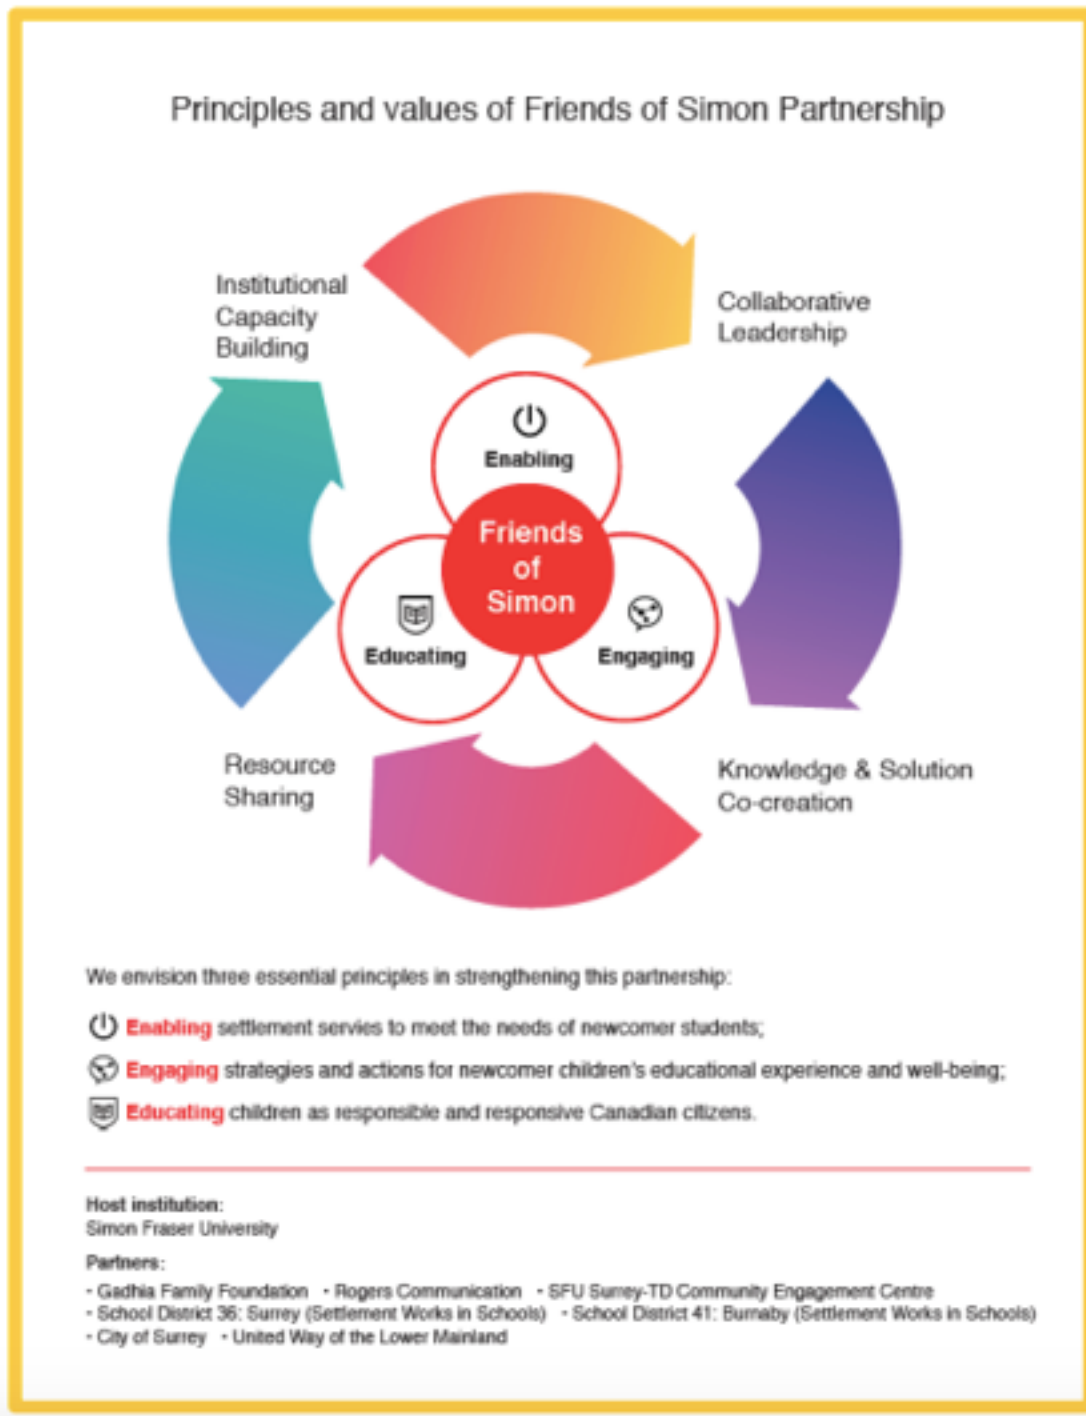 Principles and values of Friends of Simon Partnership
Institutional
Capacity
Building
Collaborative
Leadership
Enabling
Friends
of
Simon
Educating
Engaging
Resource
Sharing
Knowledge & Solution
Co-creation
We envision three essential principles in strengthening this partnership:
Enabling settlement servies to meet the needs of newcomer students;
Engaging strategies and actions for newcomer children's educational experience and well-being;
Educating children as responsible and responsive Canadian citizens.
Host institution:
Simon Fraser University
Partners:
- Gadhia Family Foundation - Rogers Communication - SFU Surrey-TD Community Engagement Centre
- School District 36: Surrey (Settlement Works in Schools) - School District 41: Burnaby (Settlement Works in Schools)
- City of Surrey - United Way of the Lower Mainland